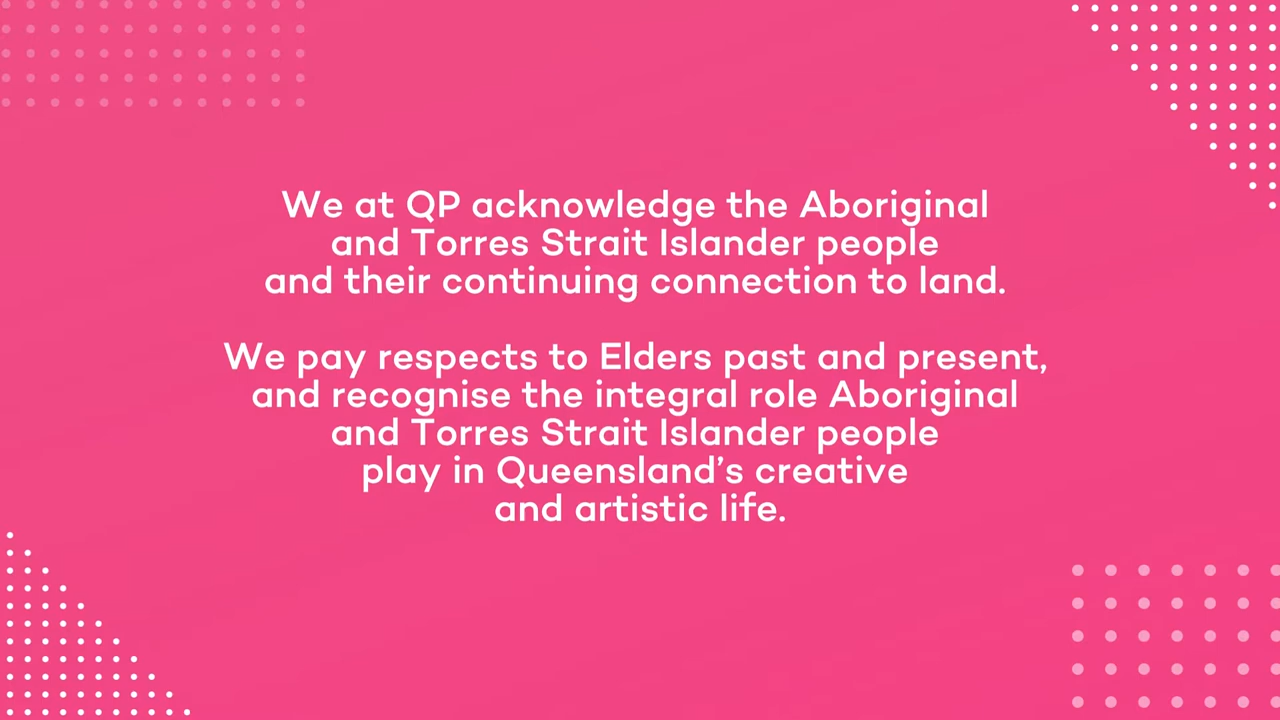 We at QP acknowledge the Aboriginal
and Torres Strait Islander people
and their continuing connection to land.
We pay respects to Elders past and present,
and recognise the integral role Aboriginal
and Torres Strait Islander people
play in Queensland’s creative
and artistic life.